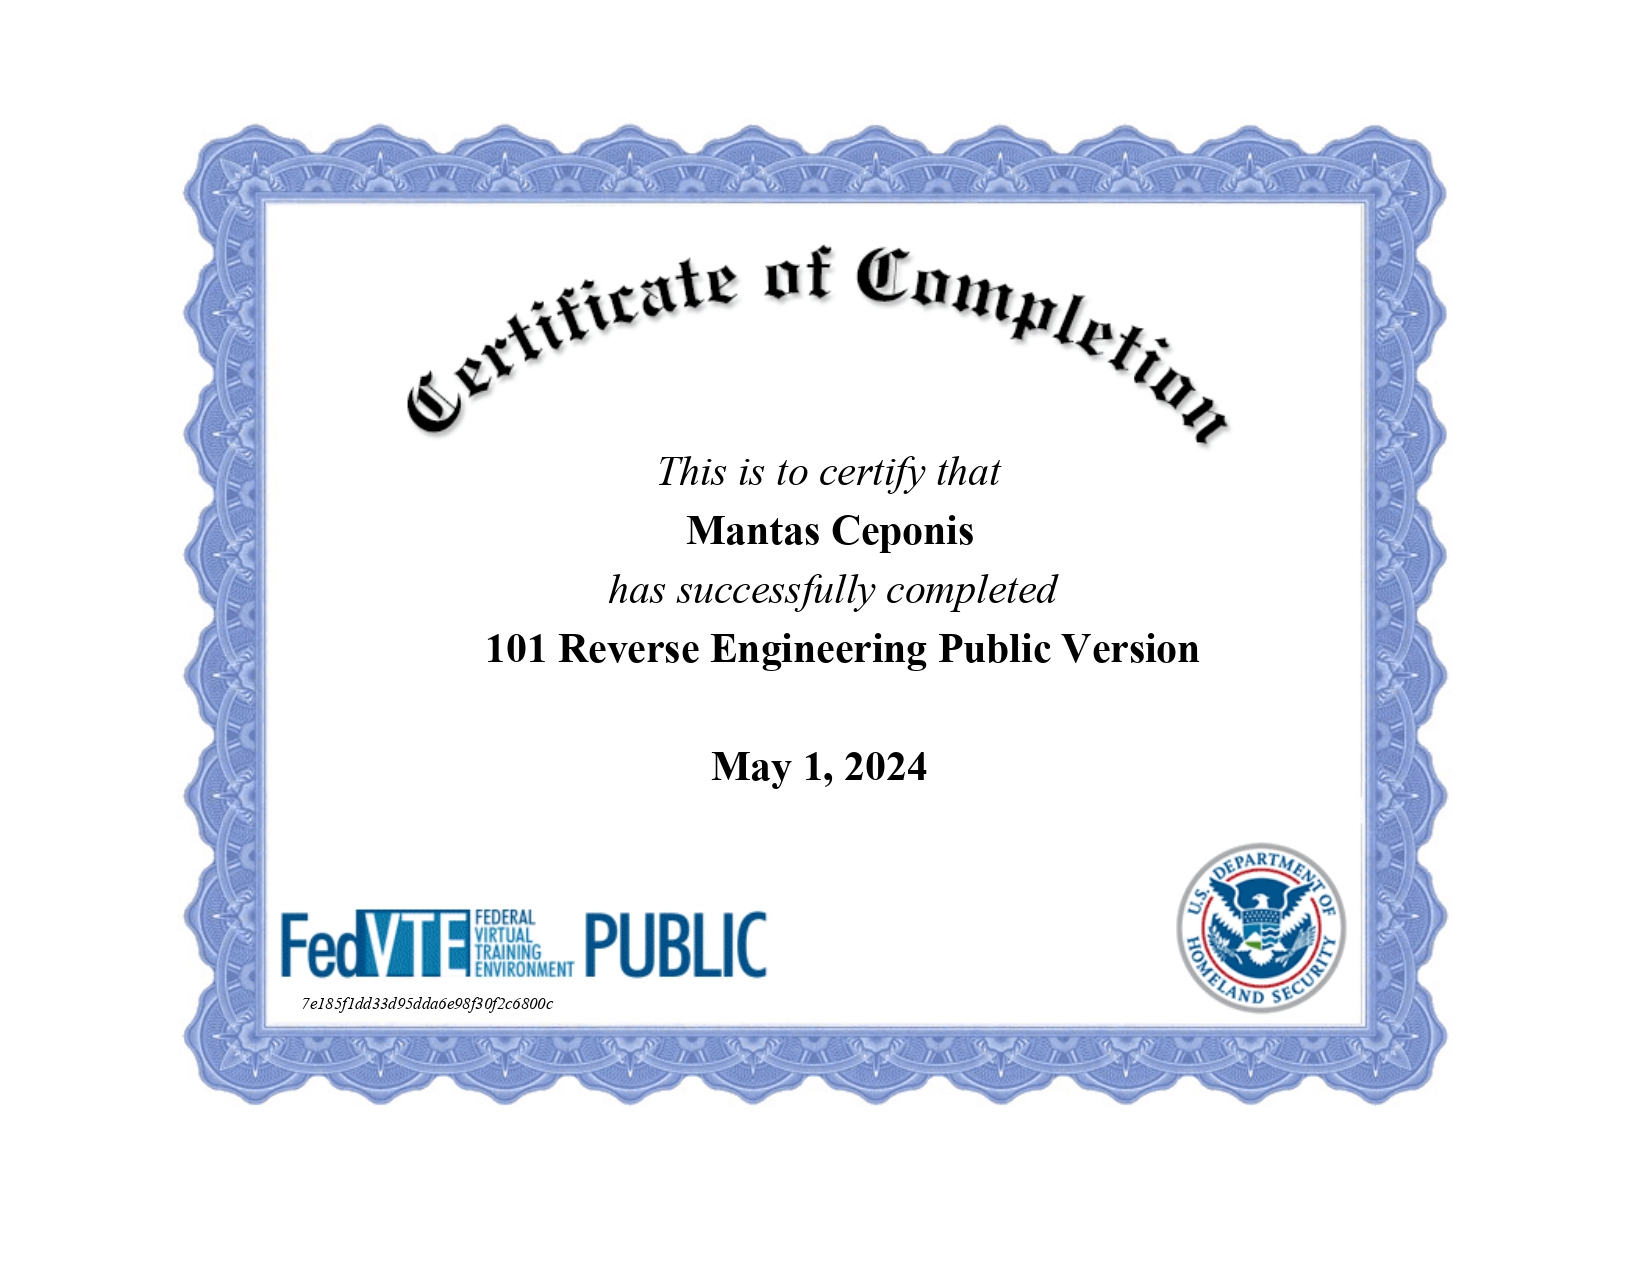 Certificate of Completion
This is to certify that
Mantas Ceponis
has successfully completed
101 Reverse Engineering Public Version
May 1, 2024
FedVTE FEDERAL VIRTUAL TRAINING ENVIRONMENT PUBLIC
7e185f1dd33d95dda6e98f30f2c6800c
U.S. DEPARTMENT OF HOMELAND SECURITY